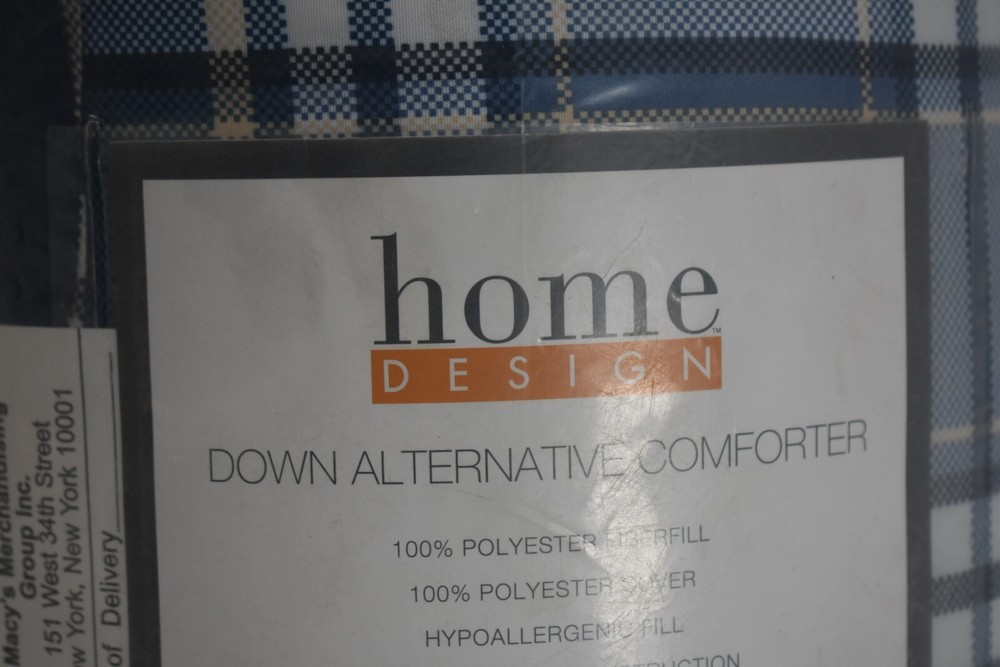 home
™
DESIGN
DOWN ALTERNATIVE COMFORTER
100% POLYESTER FIBERFILL
100% POLYESTER COVER
HYPOALLERGENIC FILL
Macy's Merchandising
Group Inc.
151 West 34th Street
New York, New York 10001
of Delivery